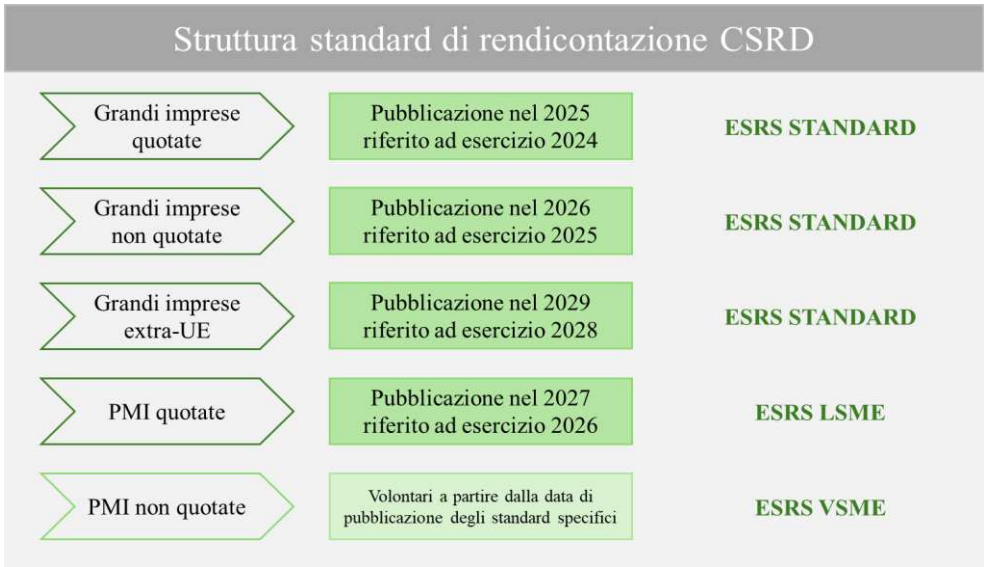 Struttura standard di rendicontazione CSRD
Grandi imprese
quotate
Pubblicazione nel 2025
riferito ad esercizio 2024
ESRS STANDARD
Grandi imprese
non quotate
Pubblicazione nel 2026
riferito ad esercizio 2025
ESRS STANDARD
Grandi imprese
extra-UE
Pubblicazione nel 2029
riferito ad esercizio 2028
ESRS STANDARD
PMI quotate
Pubblicazione nel 2027
riferito ad esercizio 2026
ESRS LSME
PMI non quotate
Volontari a partire dalla data di
pubblicazione degli standard specifici
ESRS VSME